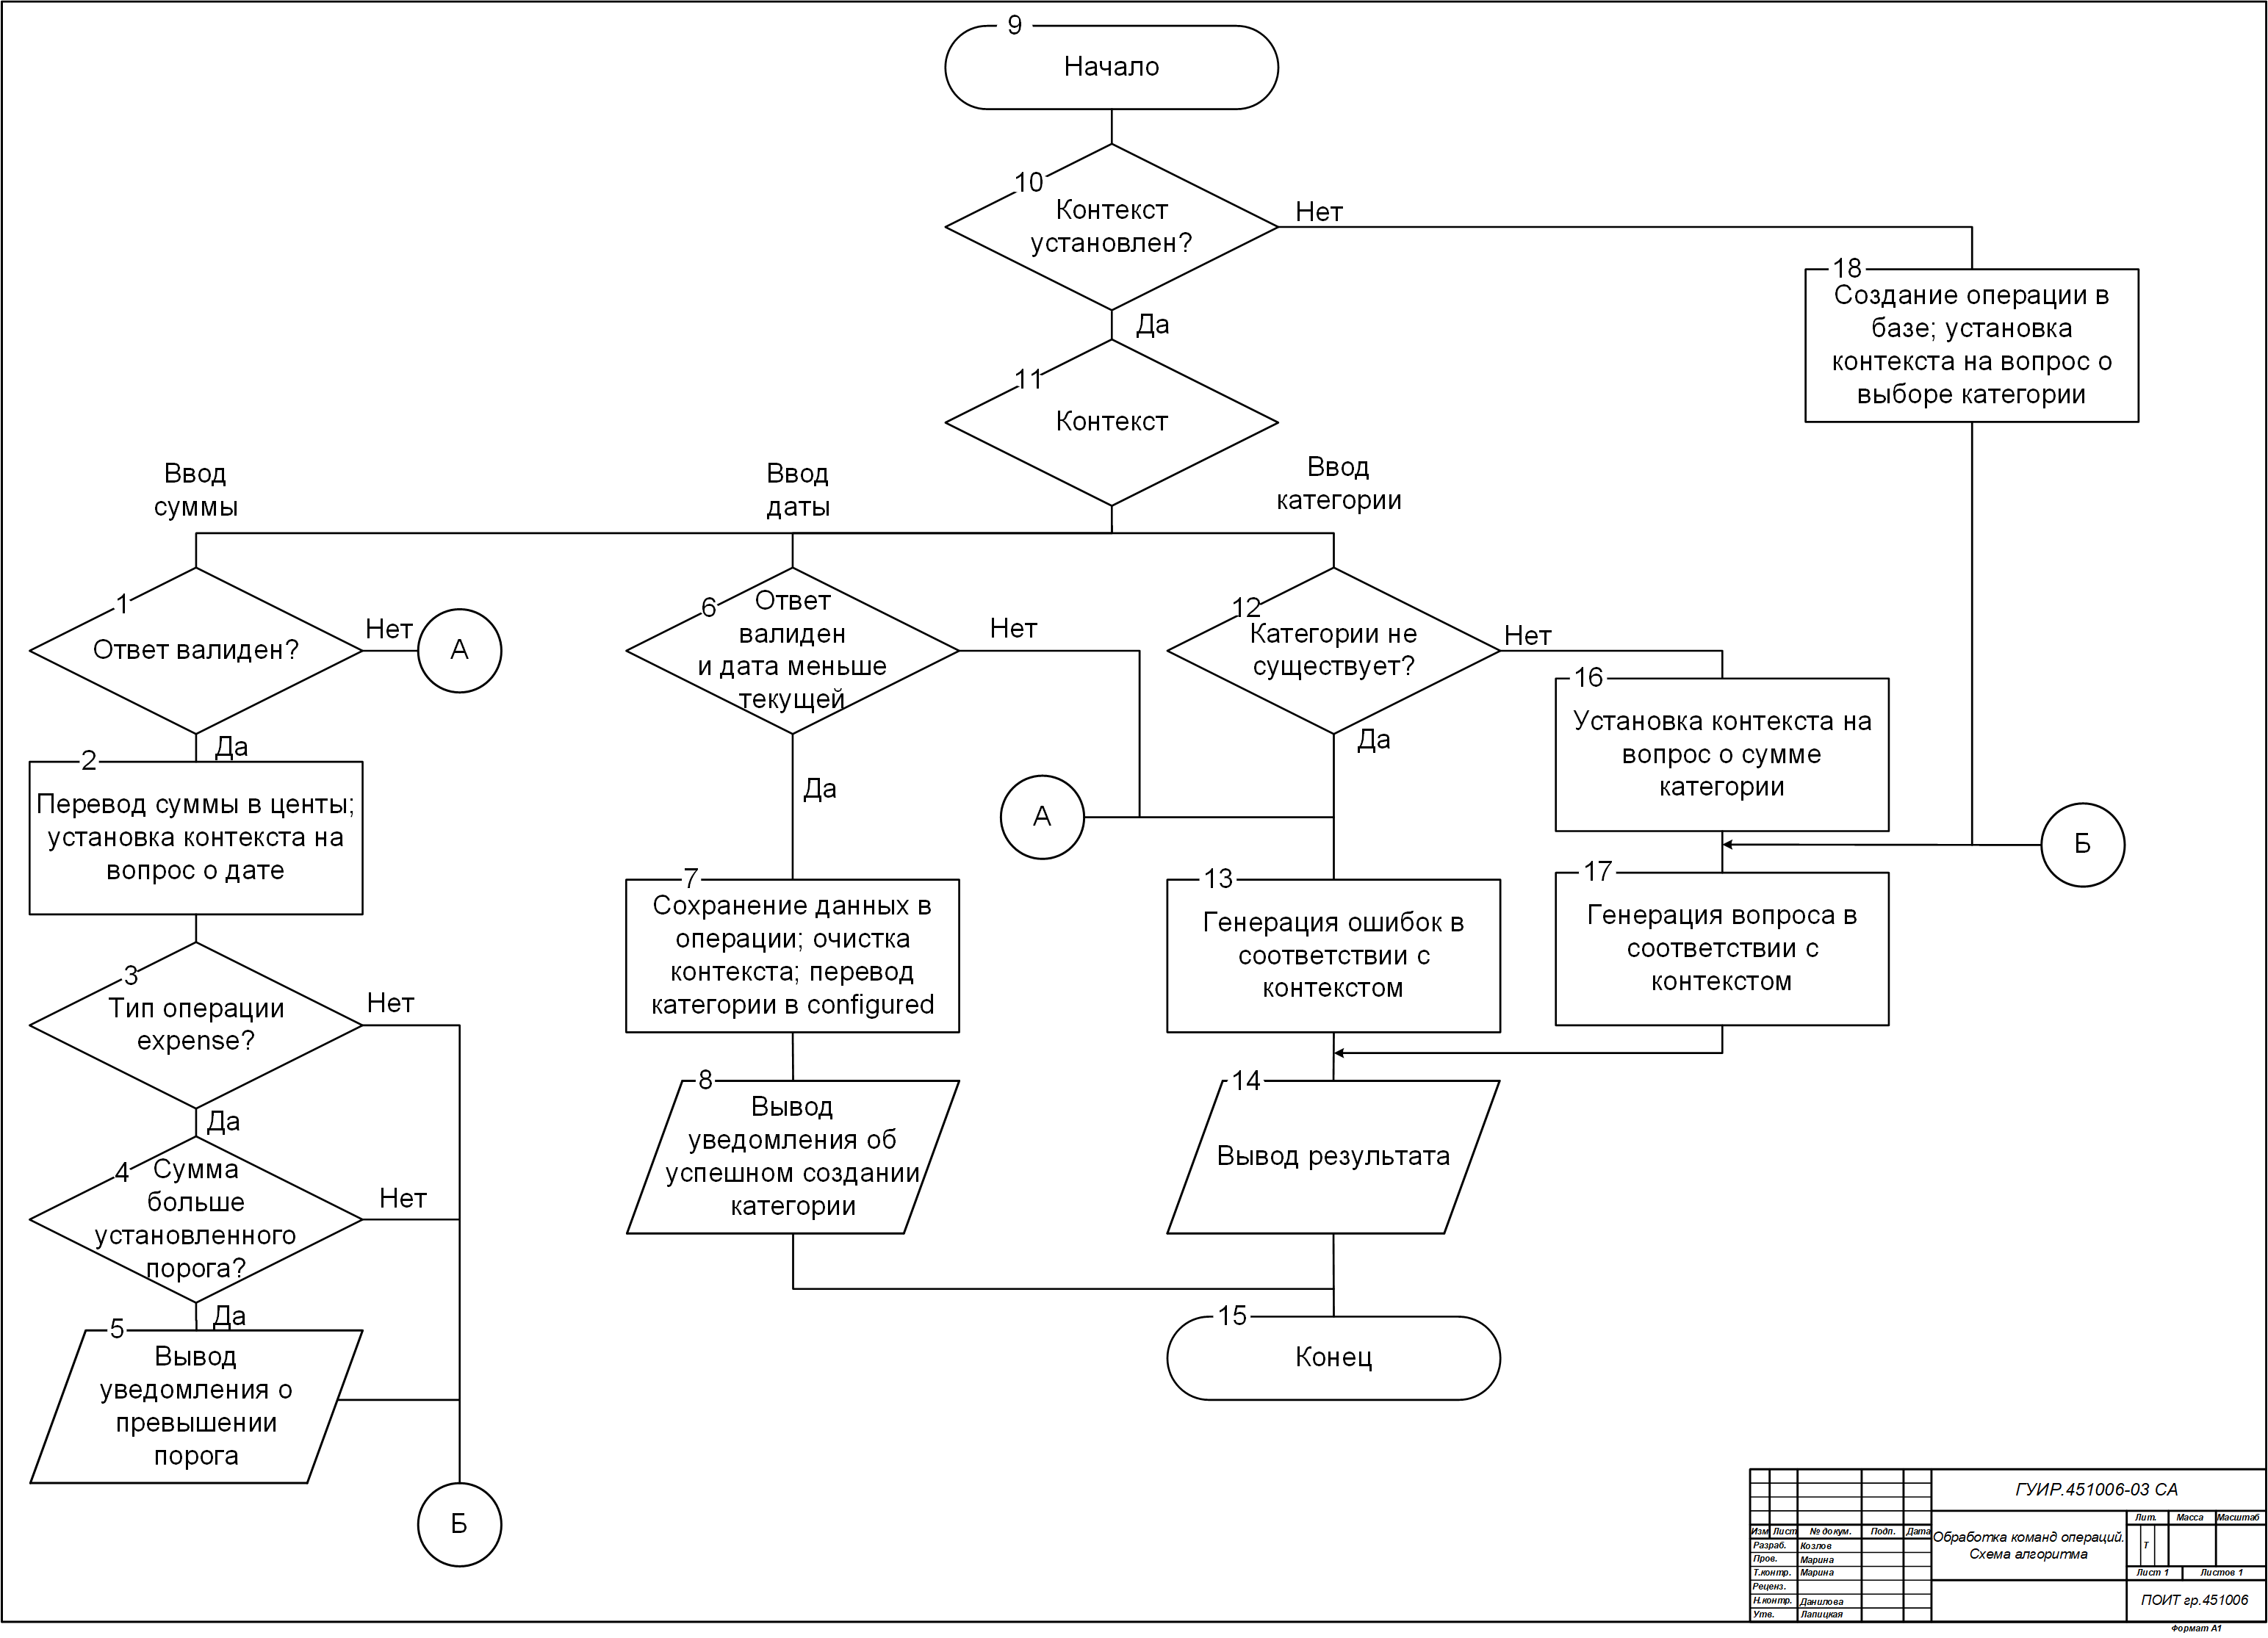 9
Начало
10
Контекст
установлен?
Нет
Да
18
Создание операции в
базе; установка
контекста на вопрос о
выборе категории
11
Контекст
Ввод
суммы
Ввод
даты
Ввод
категории
1
Ответ валиден?
Нет
А
Да
6
Ответ
валиден
и дата меньше
текущей
Нет
Да
12
Категории не
существует?
Нет
Да
16
Установка контекста на
вопрос о сумме
категории
2
Перевод суммы в центы;
установка контекста на
вопрос о дате
А
Б
7
Сохранение данных в
операции; очистка
контекста; перевод
категории в configured
13
Генерация ошибок в
соответствии с
контекстом
17
Генерация вопроса в
соответствии с
контекстом
3
Тип операции
expense?
Нет
Да
8
Вывод
уведомления об
успешном создании
категории
14
Вывод результата
4
Сумма
больше
установленного
порога?
Нет
Да
5
Вывод
уведомления о
превышении
порога
15
Конец
Б
ГУИР.451006-03 СА
Изм Лист № докум. Подп. Дата
Разраб. Козлов
Пров. Марина
Т.контр. Марина
Реценз.
Н.контр. Данилова
Утв. Лапицкая
Обработка команд операций.
Схема алгоритма
Лит. Масса Масштаб
Т
Лист 1 Листов 1
ПОИТ гр.451006
Формат А1